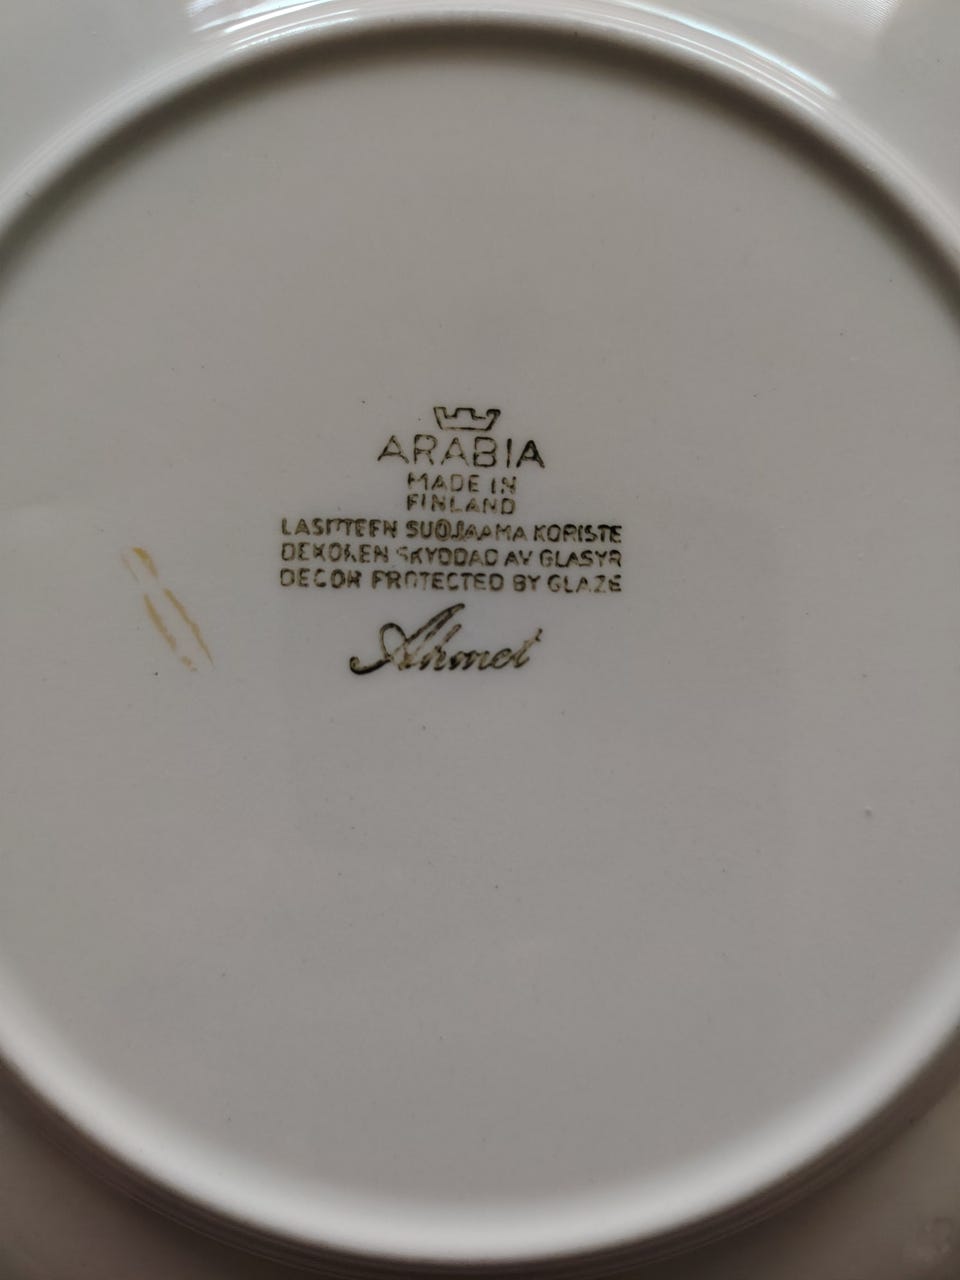 ARABIA
MADE IN
FINLAND
LASITTEEN SUOJAAMA KORISTE
DEKOREN SKYDDAD AV GLASYR
DECOR PROTECTED BY GLAZE
Ahmet